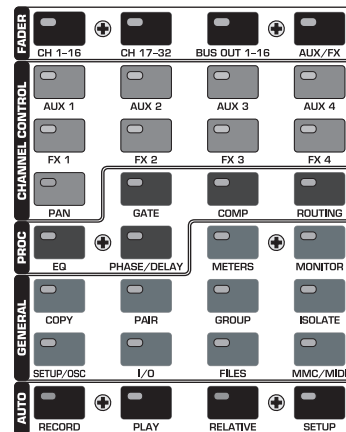 FADER
CH 1-16 CH 17-32 BUS OUT 1-16 AUX/FX
CHANNEL CONTROL
AUX 1 AUX 2 AUX 3 AUX 4
FX 1 FX 2 FX 3 FX 4
PAN GATE COMP ROUTING
PROC
EQ PHASE/DELAY METERS MONITOR
GENERAL
COPY PAIR GROUP ISOLATE
SETUP/OSC I/O FILES MMC/MIDI
AUTO
RECORD PLAY RELATIVE SETUP